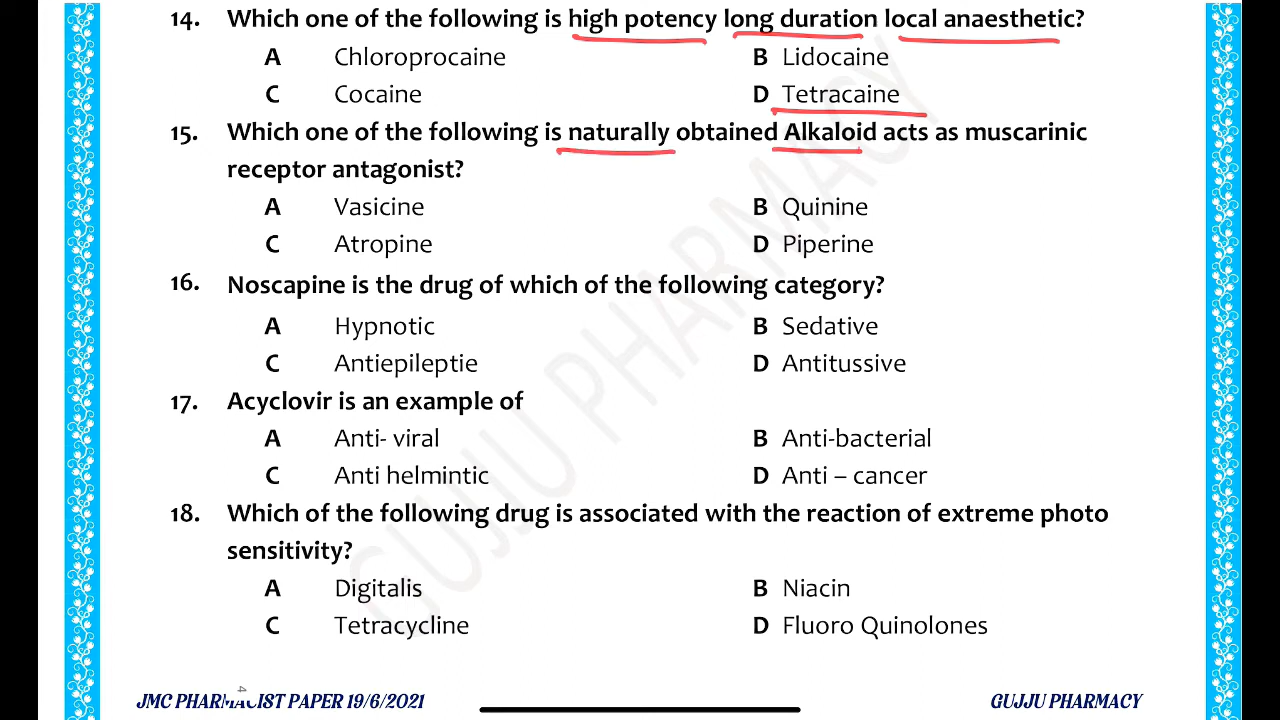 14. Which one of the following is high potency long duration local anaesthetic?
A Chloroprocaine B Lidocaine
C Cocaine D Tetracaine
15. Which one of the following is naturally obtained Alkaloid acts as muscarinic
receptor antagonist?
A Vasicine B Quinine
C Atropine D Piperine
16. Noscapine is the drug of which of the following category?
A Hypnotic B Sedative
C Antiepileptie D Antitussive
17. Acyclovir is an example of
A Anti- viral B Anti-bacterial
C Anti helmintic D Anti – cancer
18. Which of the following drug is associated with the reaction of extreme photo
sensitivity?
A Digitalis B Niacin
C Tetracycline D Fluoro Quinolones
GUJJU PHARMACY
JMC PHARMACIST PAPER 19/6/2021 GUJJU PHARMACY